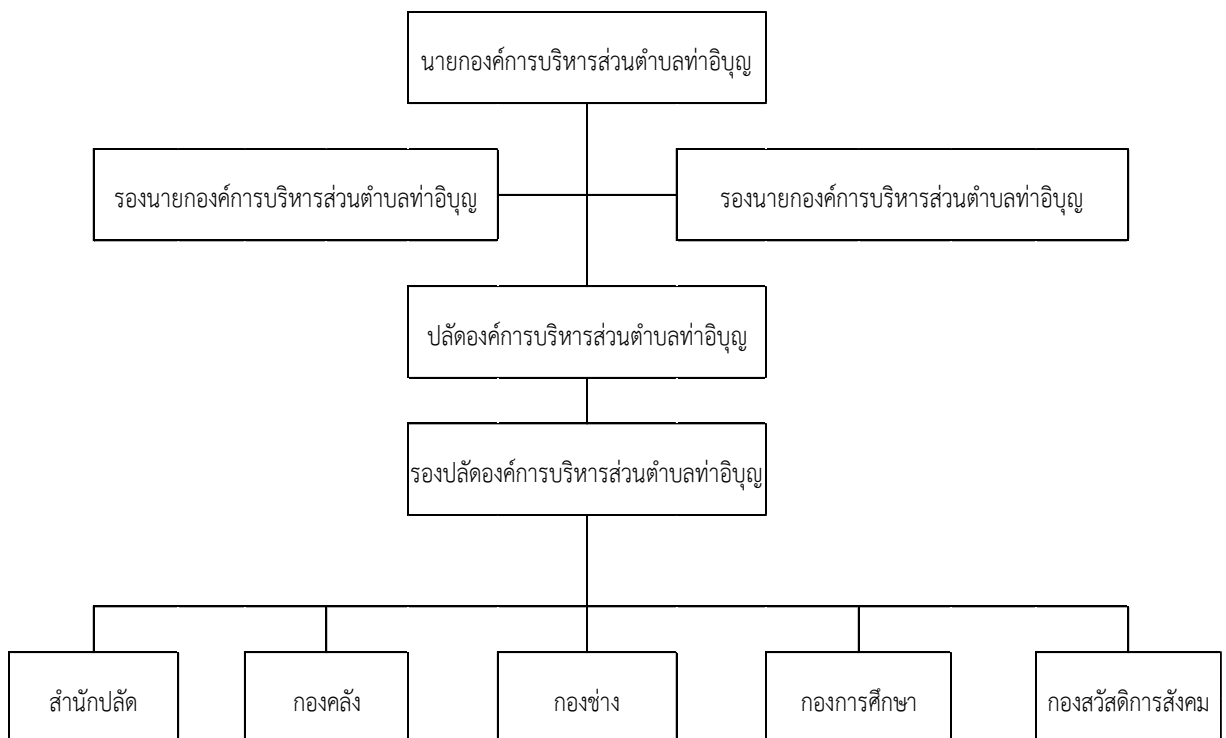 นายกองค์การบริหารส่วนตำบลท่าอิบุญ
รองนายกองค์การบริหารส่วนตำบลท่าอิบุญ
รองนายกองค์การบริหารส่วนตำบลท่าอิบุญ
ปลัดองค์การบริหารส่วนตำบลท่าอิบุญ
รองปลัดองค์การบริหารส่วนตำบลท่าอิบุญ
สำนักปลัด
กองคลัง
กองช่าง
กองการศึกษา
กองสวัสดิการสังคม